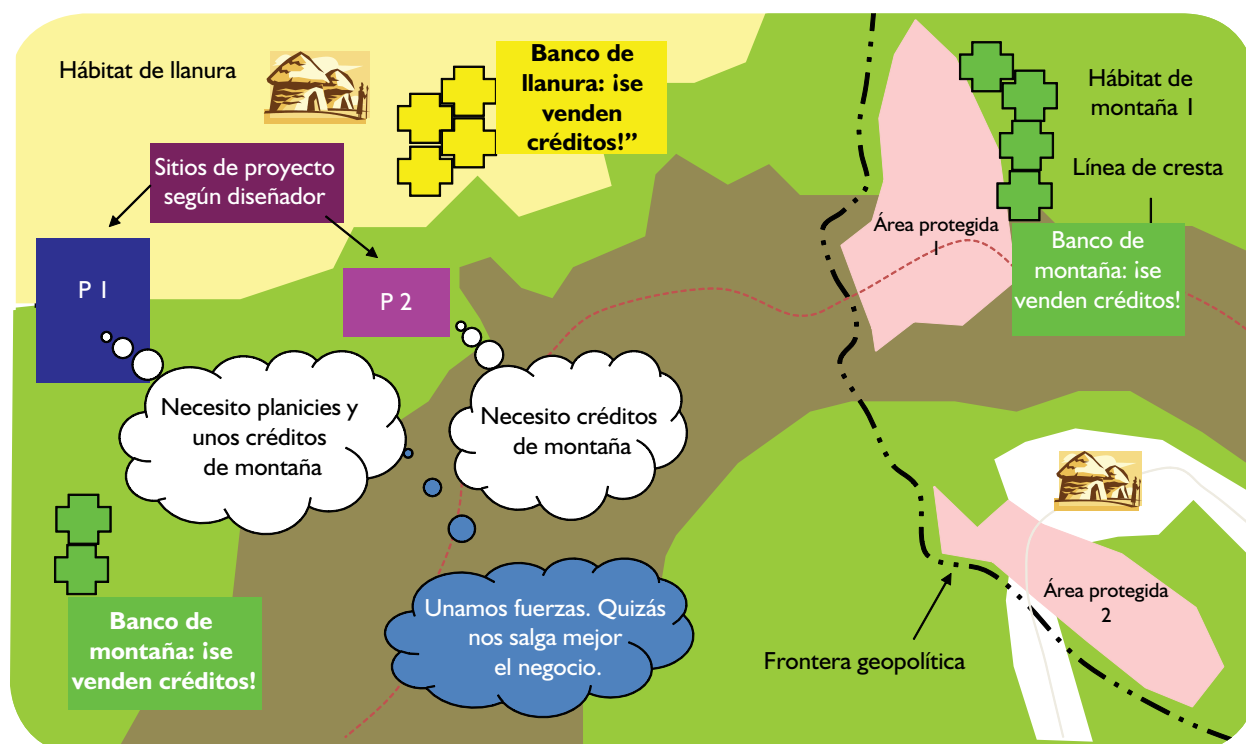 Hábitat de llanura
Banco de
llanura: ¡se
venden
créditos!”
Hábitat de
montaña 1
Sitios de proyecto
según diseñador
Línea de cresta
Área protegida
1
Banco de
montaña: ¡se
venden créditos!
P 1
P 2
Necesito planicies y
unos créditos
de montaña
Necesito créditos
de montaña
Banco de
montaña: ¡se
venden créditos!
Unamos fuerzas. Quizás
nos salga mejor
el negocio.
Frontera geopolítica
Área protegida
2